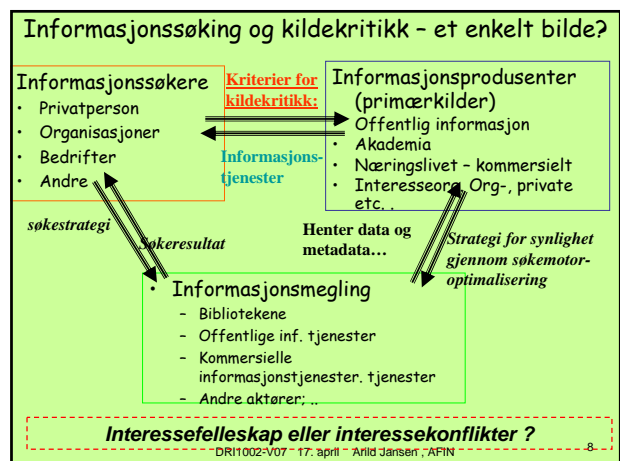 Informasjonssøking og kildekritikk – et enkelt bilde?
Informasjonssøkere
• Privatperson
• Organisasjoner
• Bedrifter
• Andre
Kriterier for
kildekritikk:
Informasjons-
tjenester
Informasjonsprodusenter
(primærkilder)
• Offentlig informasjon
• Akademia
• Næringslivet – kommersielt
• Interesseorg. Org-, private
etc. .
søkestrategi
Søkeresultat
Henter data og
metadata…
Strategi for synlighet
gjennom søkemotor-
optimalisering
• Informasjonsmegling
– Bibliotekene
– Offentlige inf. tjenester
– Kommersielle
informasjonstjenester. tjenester
– Andre aktører; ..
Interessefelleskap eller interessekonflikter ?
DRI1002-V07 17. april Arild Jansen , AFIN
8